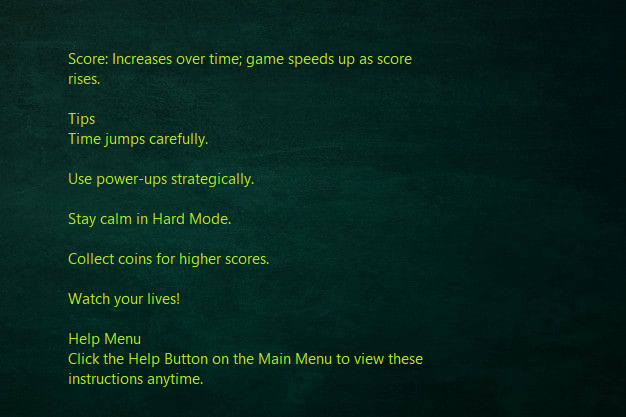 Score: Increases over time; game speeds up as score
rises.
Tips
Time jumps carefully.
Use power-ups strategically.
Stay calm in Hard Mode.
Collect coins for higher scores.
Watch your lives!
Help Menu
Click the Help Button on the Main Menu to view these
instructions anytime.